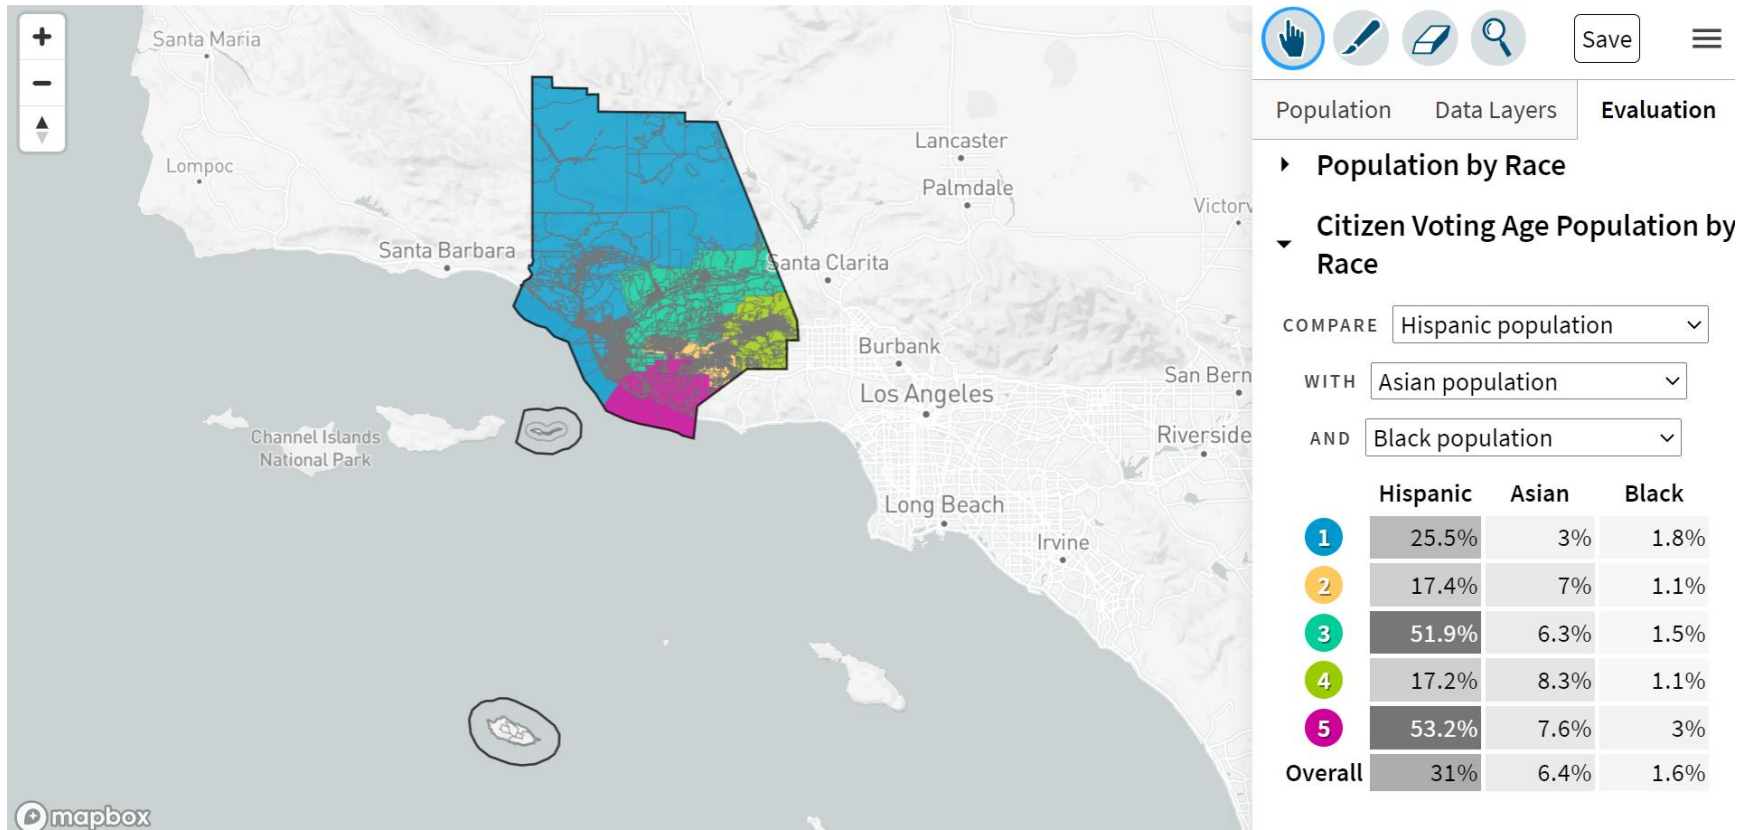 +
Santa Maria
−
Lompoc
Santa Barbara
Lancaster
Palmdale
Victorv
Santa Clarita
Burbank
Los Angeles
San Bern
Riverside
Channel Islands
National Park
Long Beach
Irvine
mapbox
Save
Population Data Layers Evaluation
Population by Race
Citizen Voting Age Population by
Race
COMPARE Hispanic population
WITH Asian population
AND Black population
Hispanic Asian Black
1 25.5% 3% 1.8%
2 17.4% 7% 1.1%
3 51.9% 6.3% 1.5%
4 17.2% 8.3% 1.1%
5 53.2% 7.6% 3%
Overall 31% 6.4% 1.6%